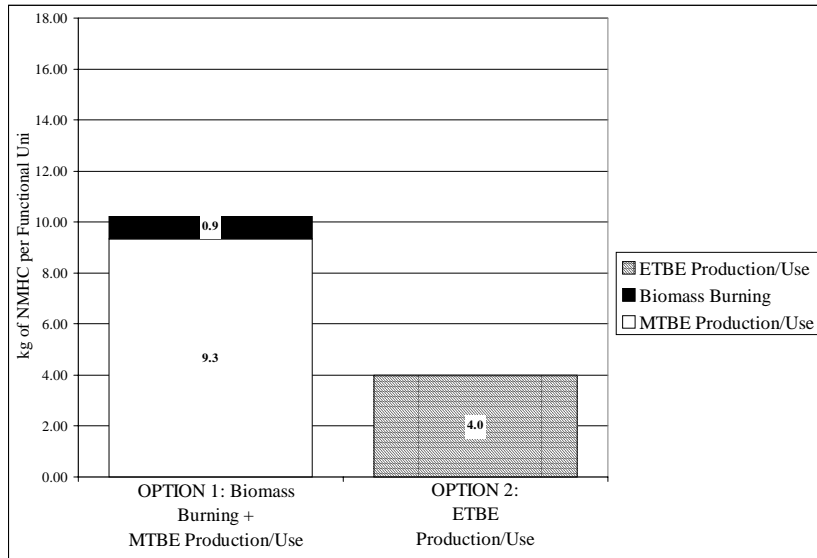 18.00
16.00
14.00
12.00
10.00
8.00
6.00
4.00
2.00
0.00
kg of NMHC per Functional Uni
0.9
9.3
4.0
OPTION 1: Biomass
Burning +
MTBE Production/Use
OPTION 2:
ETBE
Production/Use
ETBE Production/Use
Biomass Burning
MTBE Production/Use